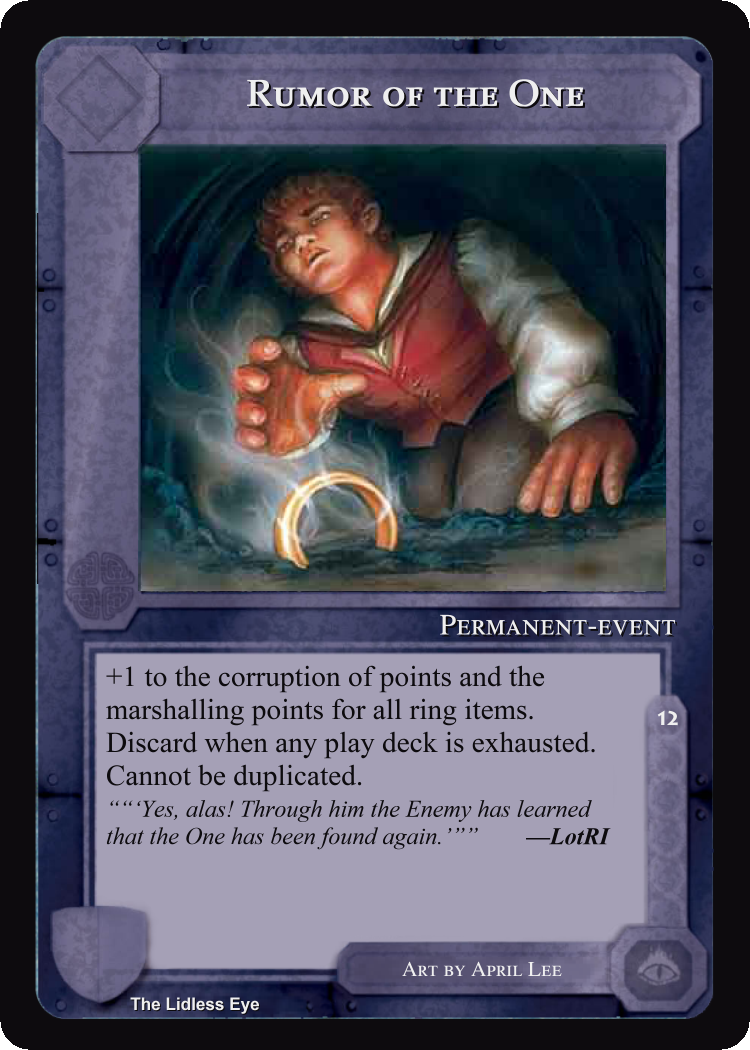 Rumor of the One
Permanent-event
+1 to the corruption of points and the
marshalling points for all ring items.
Discard when any play deck is exhausted.
Cannot be duplicated.
““‘Yes, alas! Through him the Enemy has learned
that the One has been found again.’”” —LotRI
12
Art by April Lee
The Lidless Eye